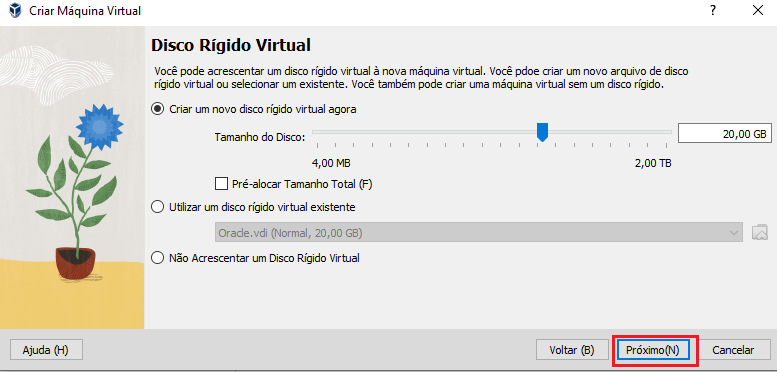 Criar Máquina Virtual
Disco Rígido Virtual
Você pode acrescentar um disco rígido virtual à nova máquina virtual. Você pdoe criar um novo arquivo de disco
rígido virtual ou selecionar um existente. Você também pode criar uma máquina virtual sem um disco rígido.
Criar um novo disco rígido virtual agora
Tamanho do Disco:
20,00 GB
4,00 MB
2,00 TB
Pré-alocar Tamanho Total (F)
Utilizar um disco rígido virtual existente
Oracle.vdi (Normal, 20,00 GB)
Não Acrescentar um Disco Rígido Virtual
Ajuda (H)
Voltar (B)
Próximo(N)
Cancelar